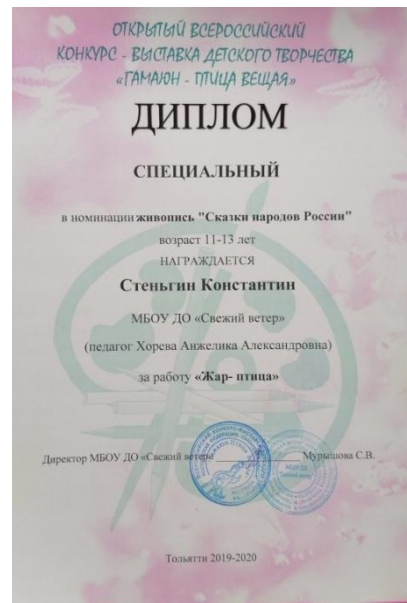 ОТКРЫТЫЙ ВСЕРОССИЙСКИЙ
КОНКУРС - ВЫСТАВКА ДЕТСКОГО ТВОРЧЕСТВА
«ГАМАЮН - ПТИЦА ВЕЩАЯ»
ДИПЛОМ
СПЕЦИАЛЬНЫЙ
в номинации живопись "Сказки народов России"
возраст 11-13 лет
НАГРАЖДАЕТСЯ
Стеньгин Константин
МБОУ ДО «Свежий ветер»
(педагог Хорева Анжелика Александровна)
за работу «Жар- птица»
Директор МБОУ ДО «Свежий ветер» Мурышова С.В.
Тольятти 2019-2020